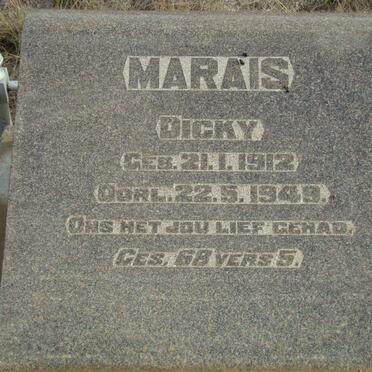 MARAIS
DICKY
GEB. 21.1.1912
OORL. 22.5.1949.
ONS HET JOU LIEF GEHAD.
GES. 68 VERS 5.